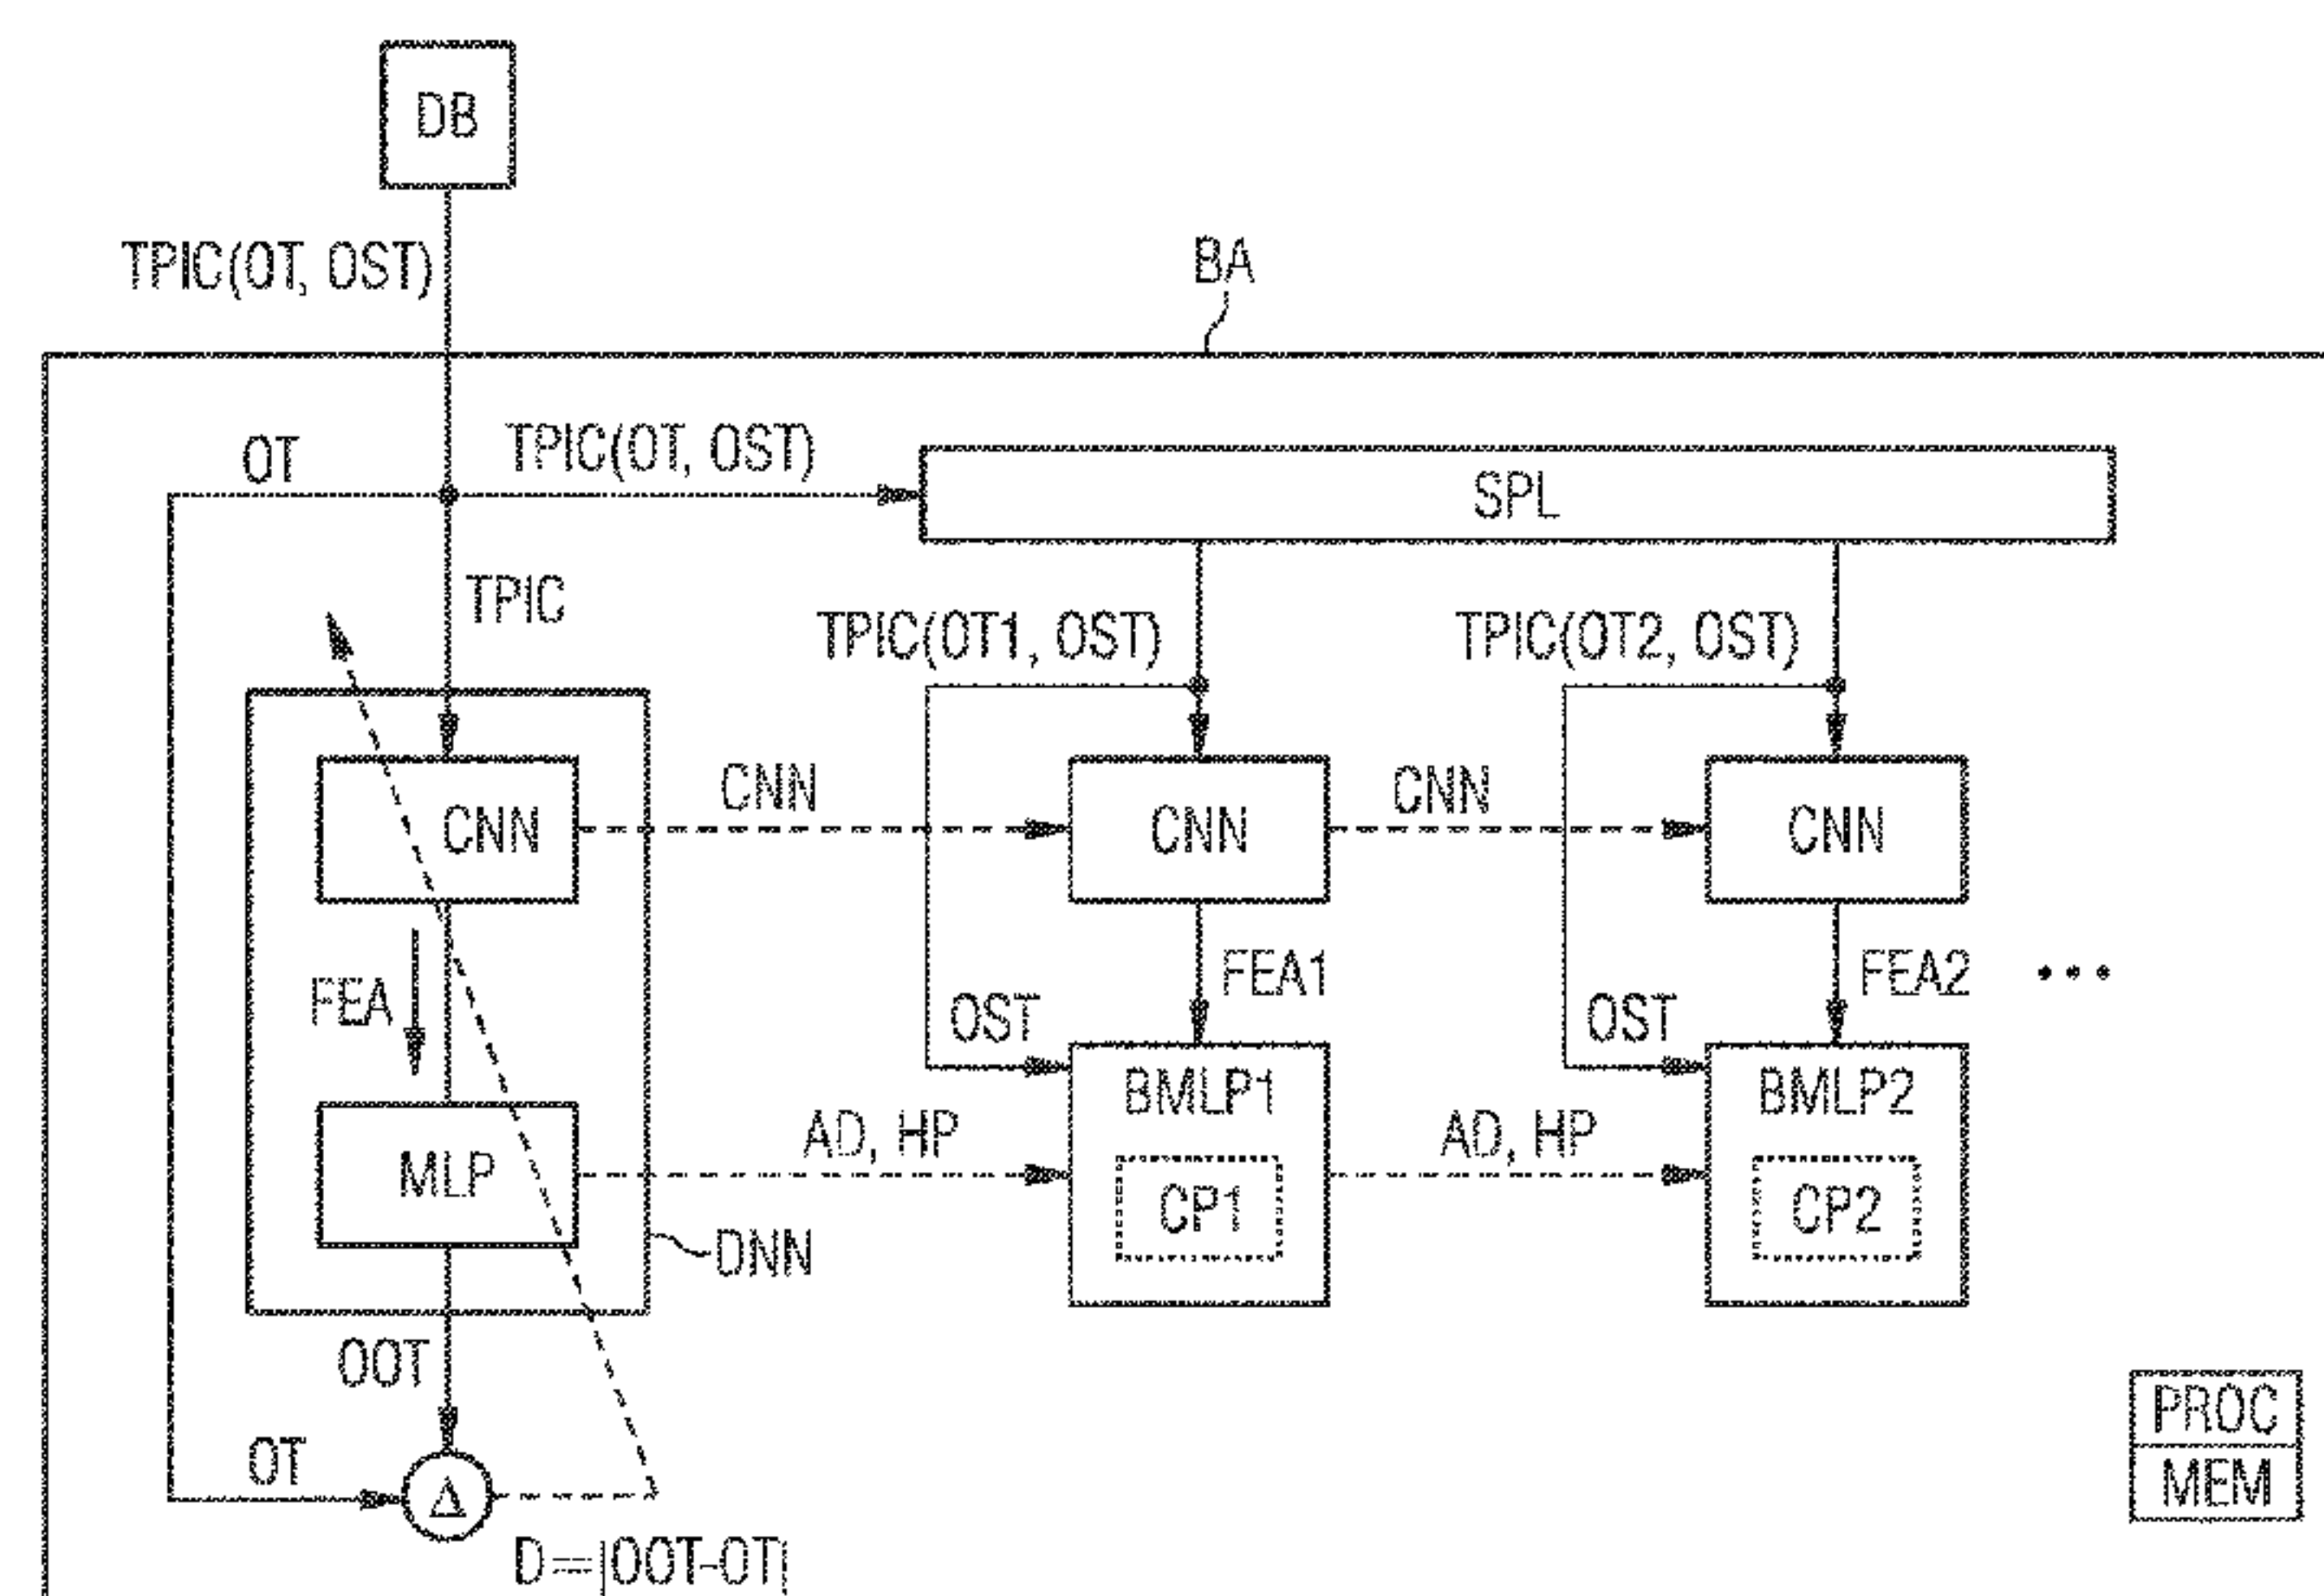 DB
TPIC(OT, OST)
BA
OT
TPIC(OT, OST)
SPL
TPIC
TPIC(OT1, OST)
TPIC(OT2, OST)
CNN
CNN
CNN
CNN
CNN
FEA
FEA1
FEA2
...
OST
OST
BMLP1
BMLP2
AD, HP
AD, HP
MLP
CP1
CP2
DNN
OOT
OT
Δ
PROC
MEM
D=|OOT-OT|